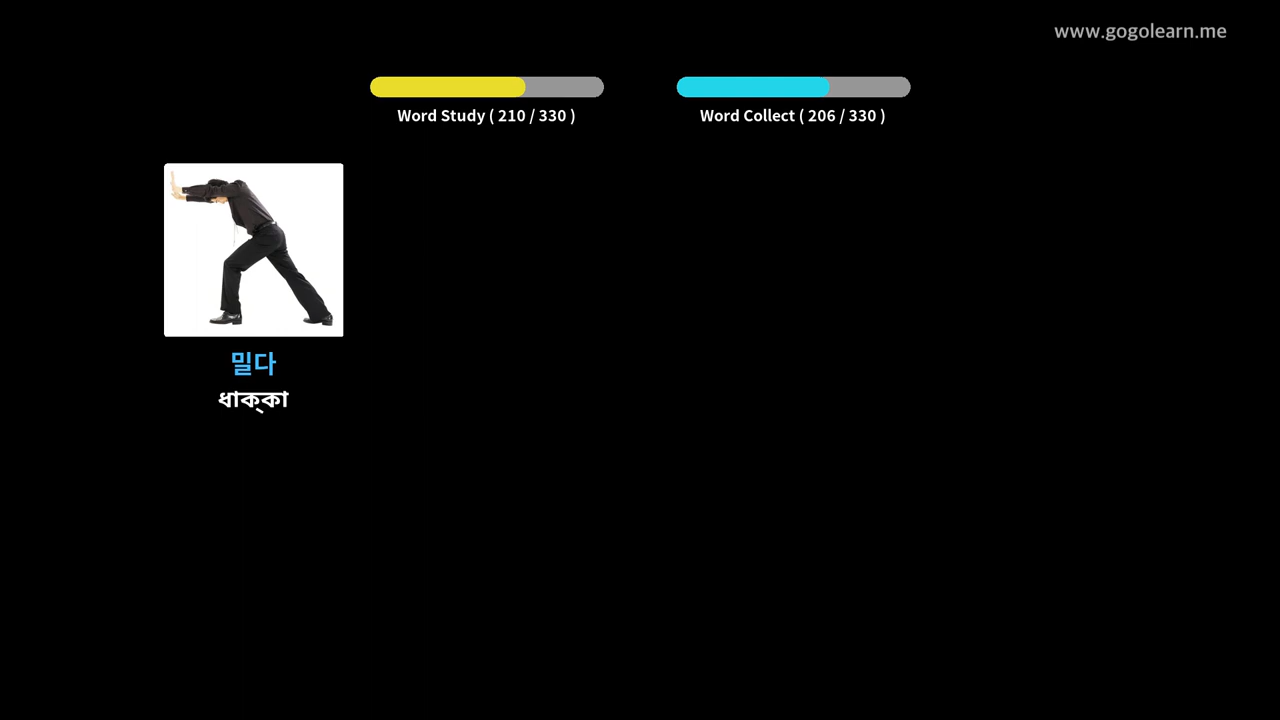 www.gogolearn.me
Word Study ( 210 / 330 )
Word Collect ( 206 / 330 )
밀다
ধাক্কা